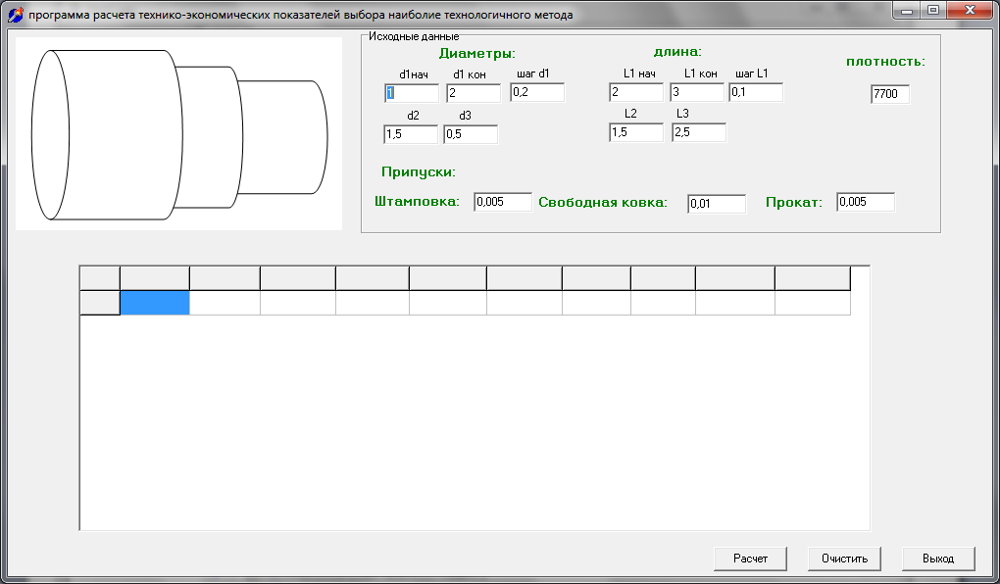 программа расчета технико-экономических показателей выбора наиболие технологичного метода
Исходные данные
Диаметры:
d1нач d1 кон шаг d1
1 2 0,2
d2 d3
1,5 0,5
длина:
L1 нач L1 кон шаг L1
2 3 0,1
L2 L3
1,5 2,5
плотность:
7700
Припуски:
Штамповка: 0,005 Свободная ковка: 0,01 Прокат: 0,005
Расчет Очистить Выход